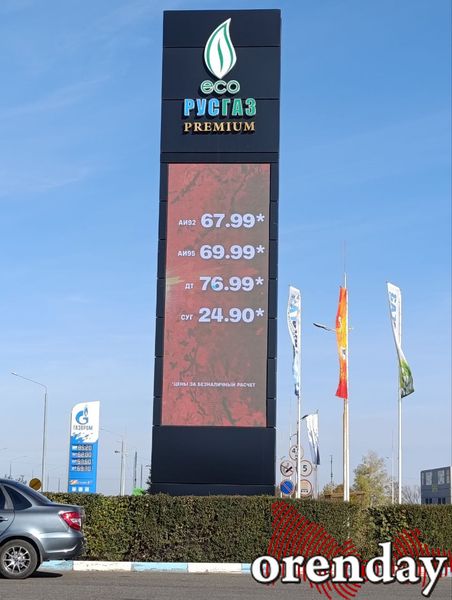 eco
РУСГАЗ
PREMIUM
АИ92 67.99*
АИ95 69.99*
ДТ 76.99*
СУГ 24.90*
*ЦЕНЫ ЗА БЕЗНАЛИЧНЫЙ РАСЧЕТ
ГАЗПРОМ
5
orenday